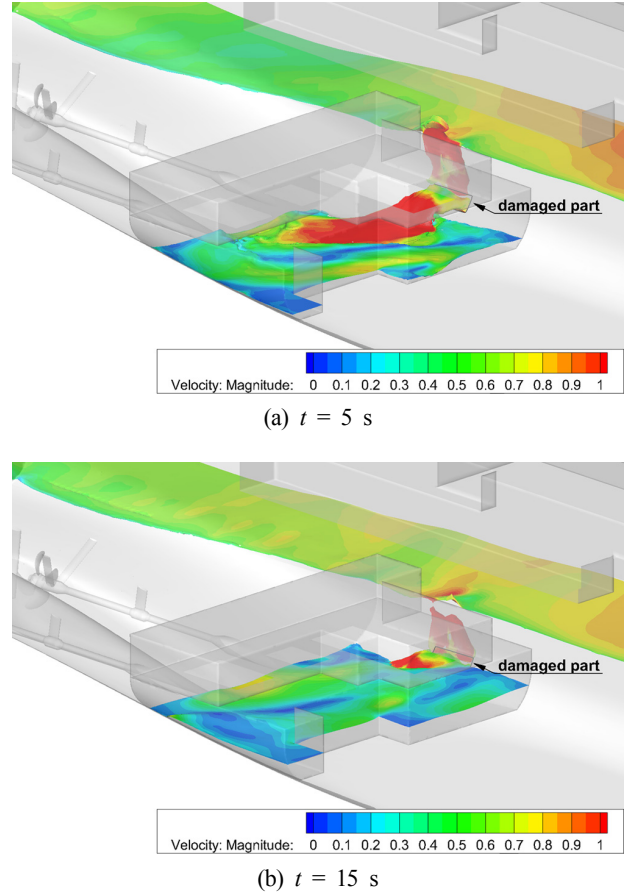 damaged part
Velocity: Magnitude: 0 0.1 0.2 0.3 0.4 0.5 0.6 0.7 0.8 0.9 1
(a) t = 5 s
damaged part
Velocity: Magnitude: 0 0.1 0.2 0.3 0.4 0.5 0.6 0.7 0.8 0.9 1
(b) t = 15 s